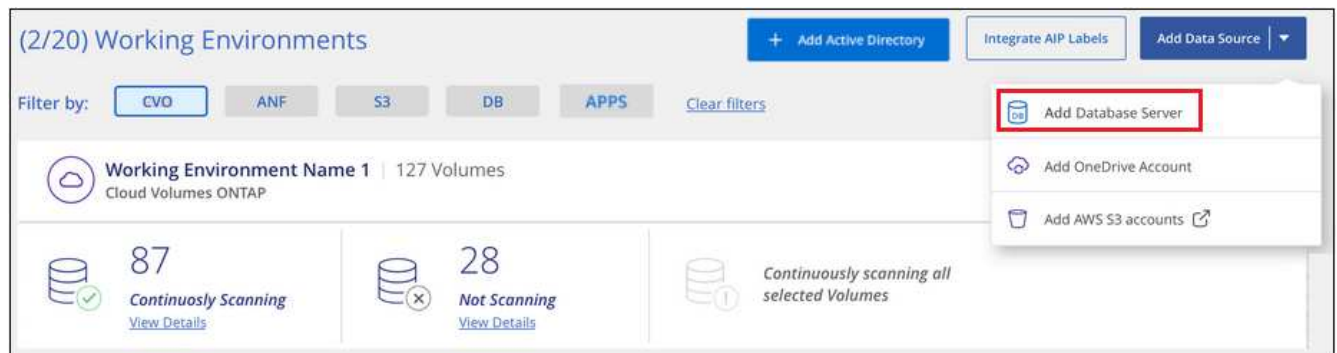 (2/20) Working Environments
+ Add Active Directory
Integrate AIP Labels
Add Data Source
Filter by:
CVO
ANF
S3
DB
APPS
Clear filters
DB
Add Database Server
Add OneDrive Account
Add AWS S3 accounts
Working Environment Name 1 | 127 Volumes
Cloud Volumes ONTAP
87
Continuosly Scanning
View Details
28
Not Scanning
View Details
Continuously scanning all
selected Volumes